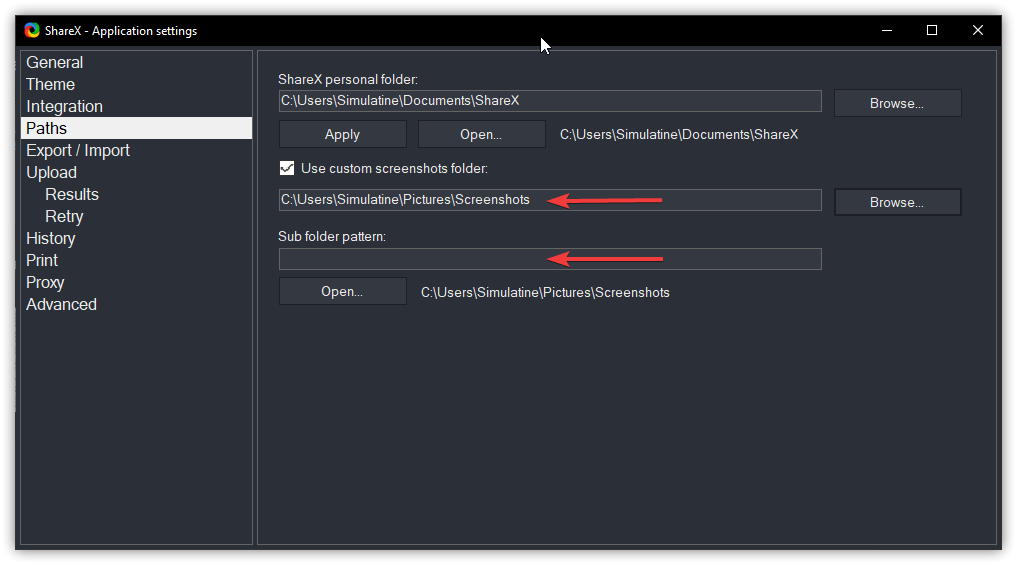 ShareX - Application settings
General
Theme
Integration
Paths
Export / Import
Upload
Results
Retry
History
Print
Proxy
Advanced
ShareX personal folder:
C:\Users\Simulatine\Documents\ShareX
Browse...
Apply
Open...
C:\Users\Simulatine\Documents\ShareX
Use custom screenshots folder:
C:\Users\Simulatine\Pictures\Screenshots
Browse...
Sub folder pattern:
Open...
C:\Users\Simulatine\Pictures\Screenshots